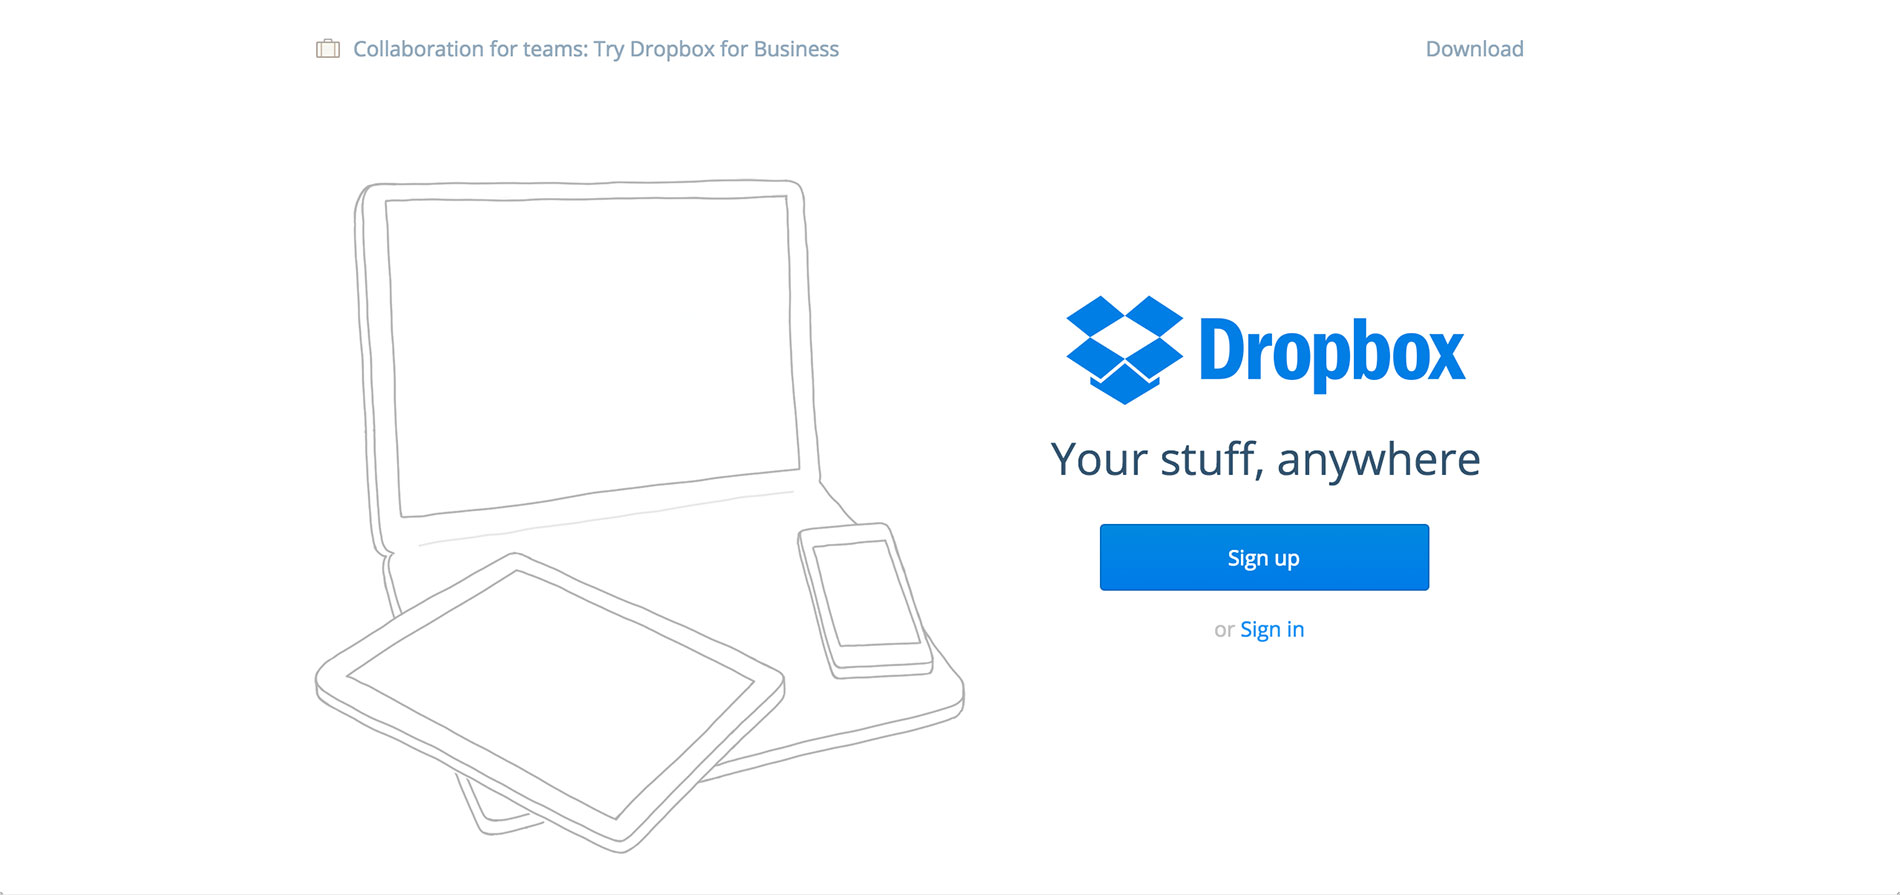 Collaboration for teams: Try Dropbox for Business
Download
Dropbox
Your stuff, anywhere
Sign up
or Sign in